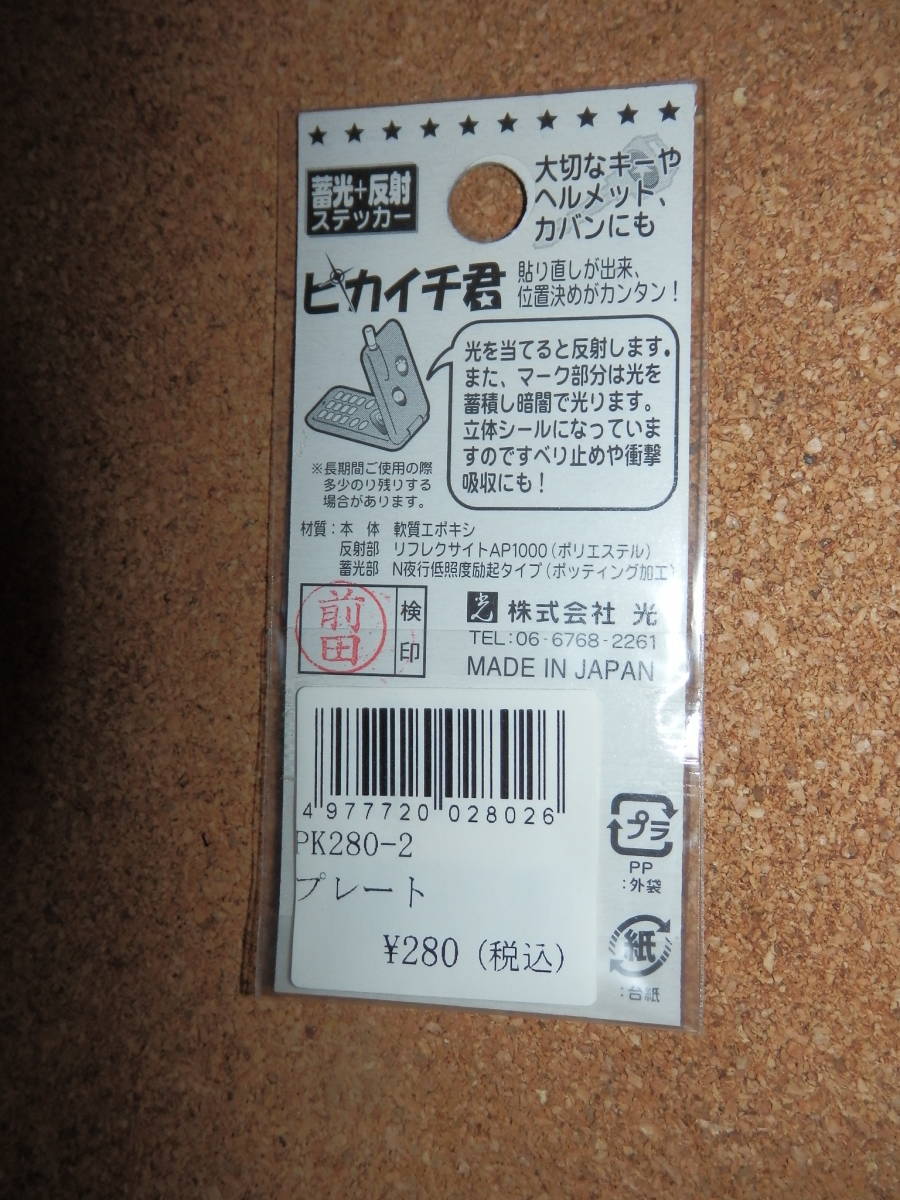 ★★★★★★★★★★
蓄光+反射
ステッカー
大切なキーや
ヘルメット、
カバンにも
ピカイチ君
貼り直しが出来、
位置決めがカンタン!
光を当てると反射します。
また、マーク部分は光を
蓄積し暗闇で光ります。
立体シールになっていま
すのですべり止めや衝撃
吸収にも!
※長期間ご使用の際
多少のり残りする
場合があります。
材質:本 体 軟質エポキシ
反射部 リフレクサイトAP1000(ポリエステル)
蓄光部 N夜行低照度励起タイプ(ポッティング加工)
前田
検印
光 株式会社 光
TEL:06-6768-2261
MADE IN JAPAN
4 977720 028026
PK280-2
プレート
¥280 (税込)
プラ
PP
:外袋
紙
:台紙